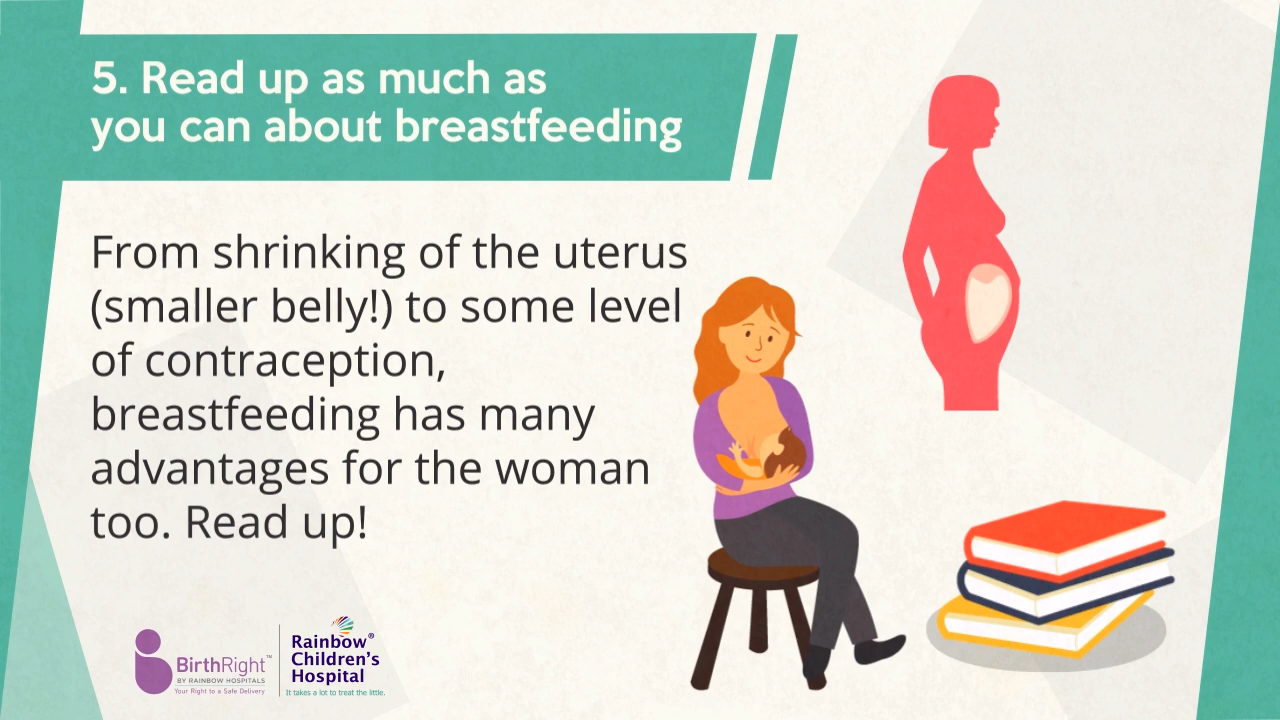 5. Read up as much as
you can about breastfeeding
From shrinking of the uterus
(smaller belly!) to some level
of contraception,
breastfeeding has many
advantages for the woman
too. Read up!
BirthRight™
BY RAINBOW HOSPITALS
Your Right to a Safe Delivery
Rainbow®
Children's
Hospital
It takes a lot to treat the little.